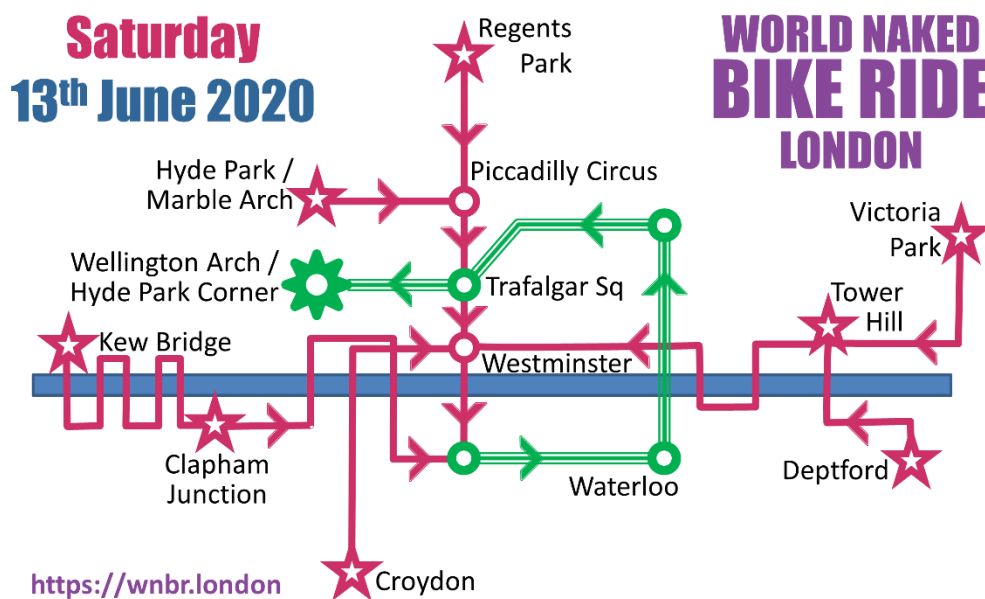 Saturday
13th June 2020
Regents
Park
WORLD NAKED
BIKE RIDE
LONDON
Hyde Park /
Marble Arch
Piccadilly Circus
Victoria
Park
Wellington Arch /
Hyde Park Corner
Trafalgar Sq
Tower
Hill
Kew Bridge
Westminster
Clapham
Junction
Waterloo
Deptford
Croydon
https://wnbr.london